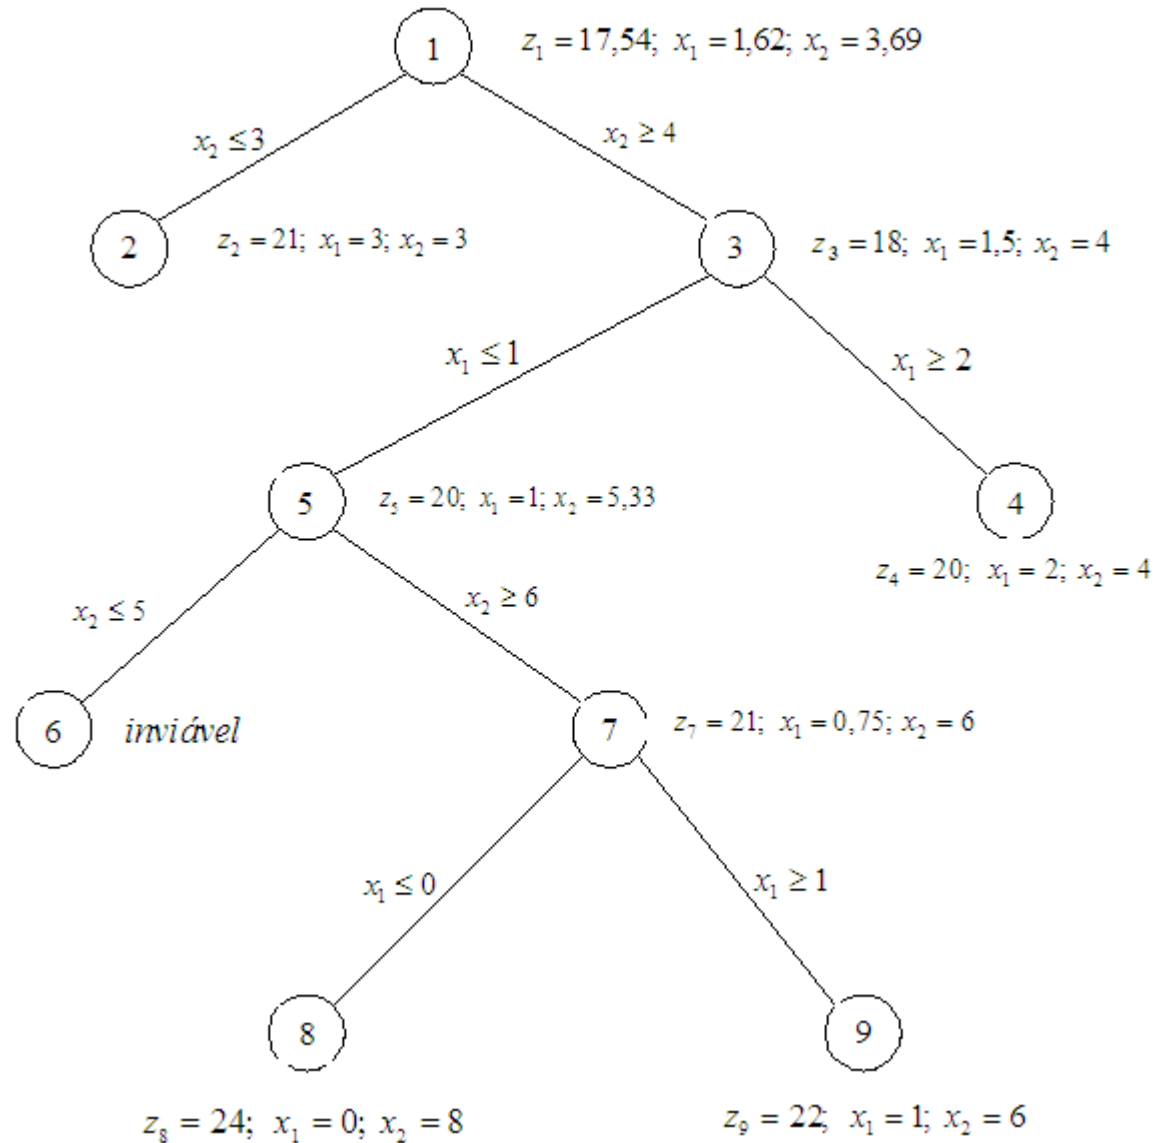 1
z₁ = 17,54; x₁ = 1,62; x₂ = 3,69
x₂ ≤ 3
x₂ ≥ 4
2
z₂ = 21; x₁ = 3; x₂ = 3
3
z₃ = 18; x₁ = 1,5; x₂ = 4
x₁ ≤ 1
x₁ ≥ 2
5
z₅ = 20; x₁ = 1; x₂ = 5,33
4
z₄ = 20; x₁ = 2; x₂ = 4
x₂ ≤ 5
x₂ ≥ 6
6
inviável
7
z₇ = 21; x₁ = 0,75; x₂ = 6
x₁ ≤ 0
x₁ ≥ 1
8
9
z₈ = 24; x₁ = 0; x₂ = 8
z₉ = 22; x₁ = 1; x₂ = 6